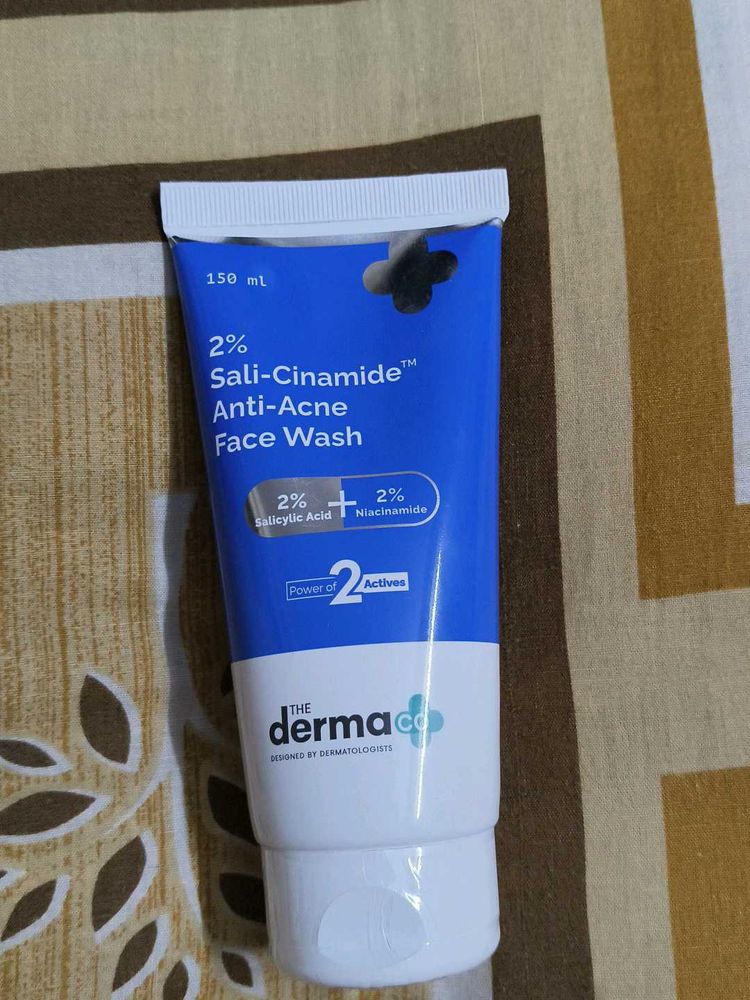 150 ml
2%
Sali-Cinamide™
Anti-Acne
Face Wash
2% Salicylic Acid + 2% Niacinamide
Power of 2 Actives
THE
derma co
DESIGNED BY DERMATOLOGISTS